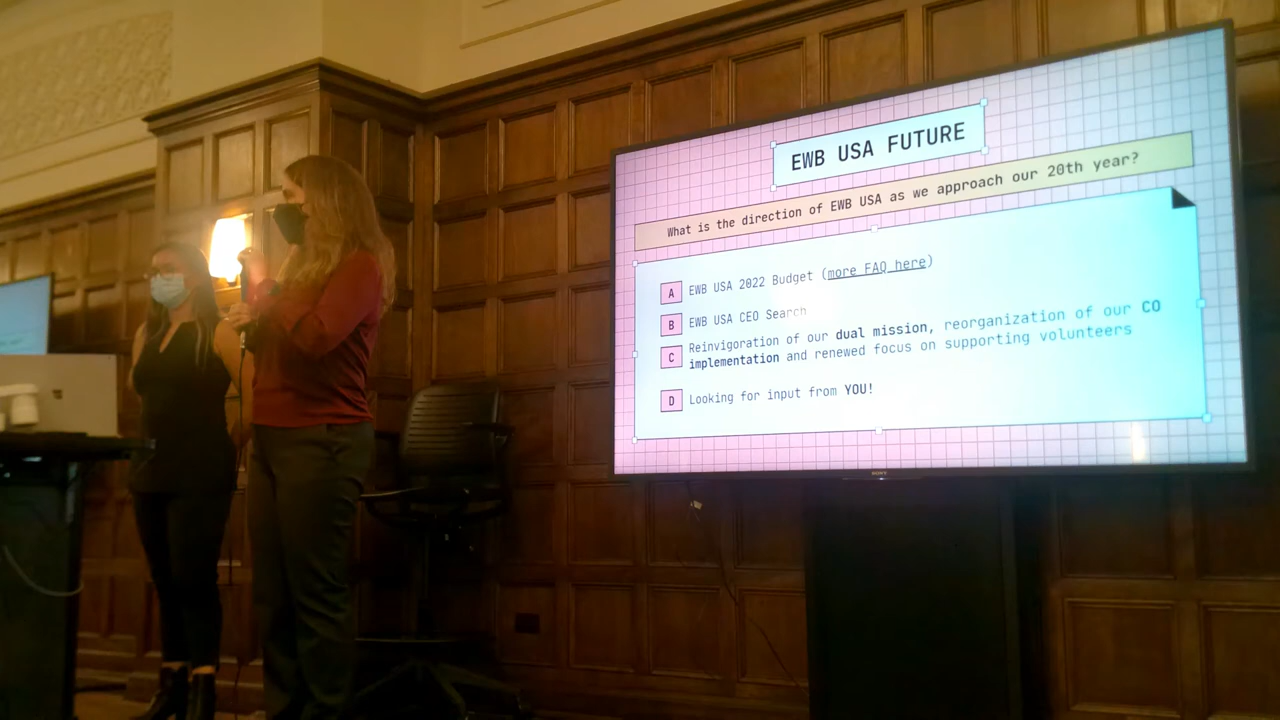 EWB USA FUTURE
What is the direction of EWB USA as we approach our 20th year?
A EWB USA 2022 Budget (more FAQ here)
B EWB USA CEO Search
C Reinvigoration of our dual mission, reorganization of our CO
implementation and renewed focus on supporting volunteers
D Looking for input from YOU!
SONY